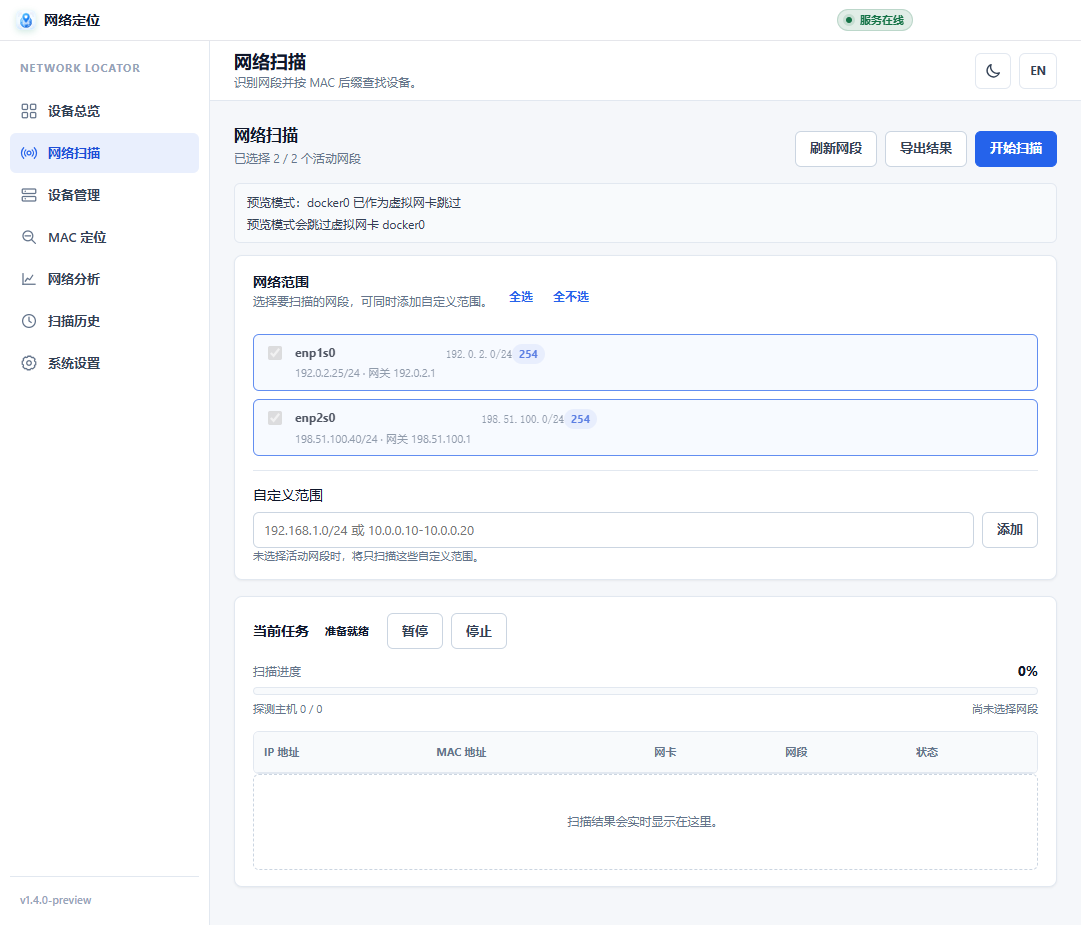 网络定位
服务在线
NETWORK LOCATOR
设备总览
网络扫描
设备管理
MAC 定位
网络分析
扫描历史
系统设置
v1.4.0-preview
网络扫描
识别网段并按 MAC 后缀查找设备。
EN
网络扫描
已选择 2 / 2 个活动网段
刷新网段
导出结果
开始扫描
预览模式：docker0 已作为虚拟网卡跳过
预览模式会跳过虚拟网卡 docker0
网络范围
选择要扫描的网段，可同时添加自定义范围。
全选
全不选
enp1s0
192.0.2.0/24 254
192.0.2.25/24 · 网关 192.0.2.1
enp2s0
198.51.100.0/24 254
198.51.100.40/24 · 网关 198.51.100.1
自定义范围
192.168.1.0/24 或 10.0.0.10-10.0.0.20
添加
未选择活动网段时，将只扫描这些自定义范围。
当前任务
准备就绪
暂停
停止
扫描进度
0%
探测主机 0 / 0
尚未选择网段
IP 地址
MAC 地址
网卡
网段
状态
扫描结果会实时显示在这里。